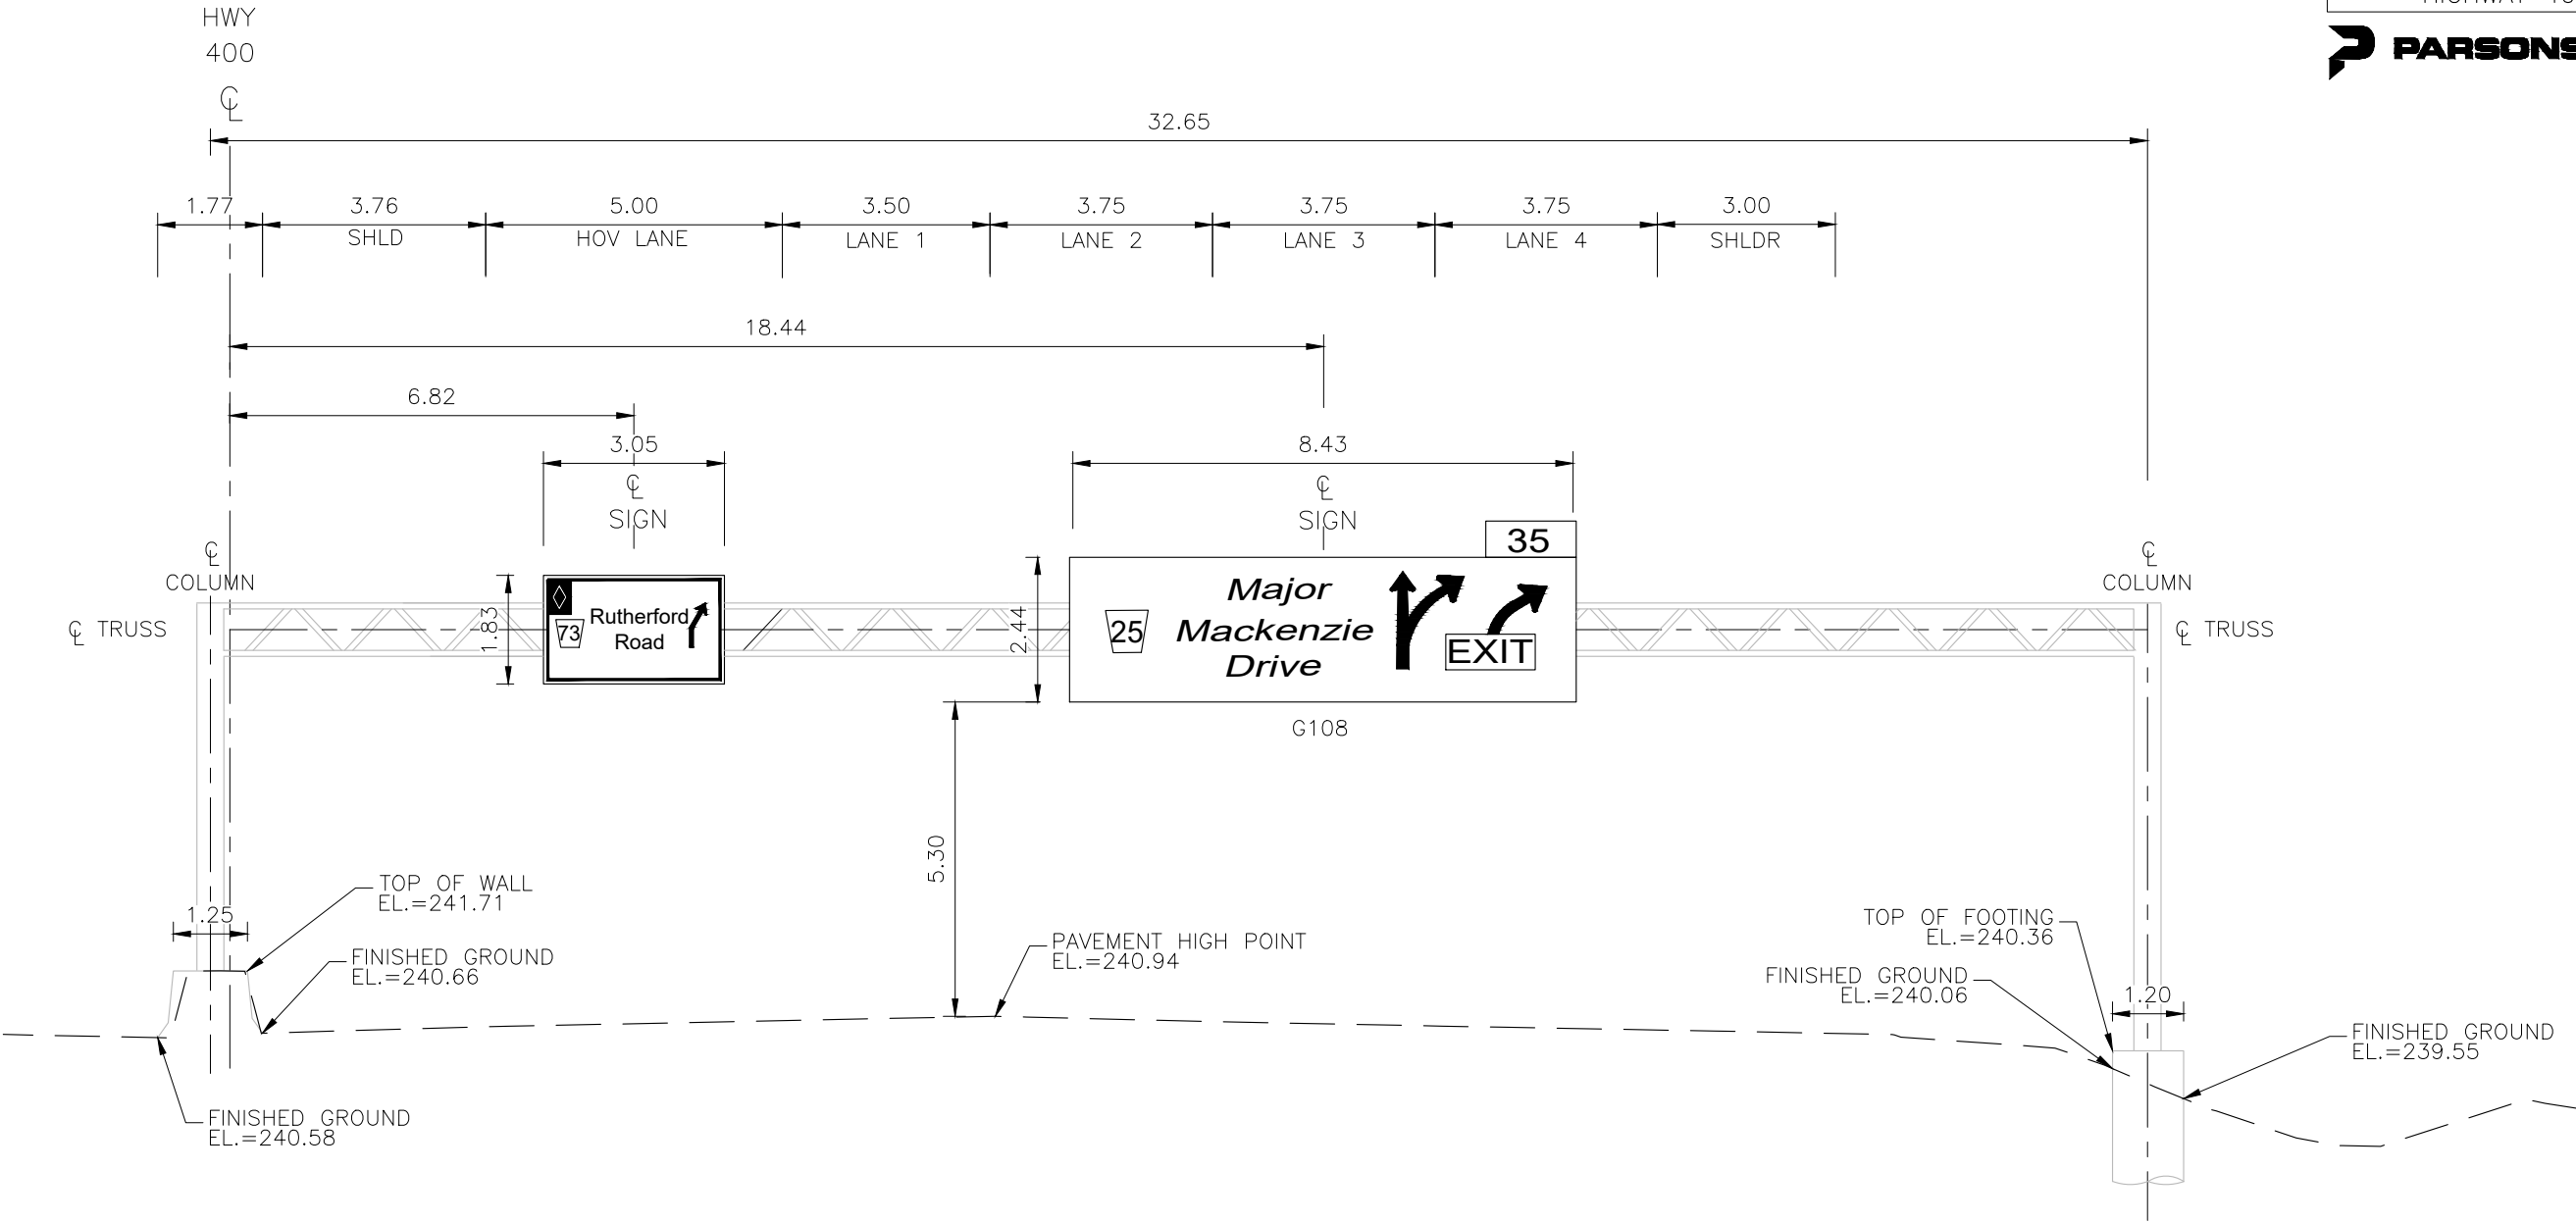 HWY
400
℄
PARSONS
32.65
1.77
3.76
5.00
3.50
3.75
3.75
3.75
3.00
SHLD
HOV LANE
LANE 1
LANE 2
LANE 3
LANE 4
SHLDR
18.44
6.82
3.05
8.43
℄
SIGN
℄
SIGN
35
℄
COLUMN
℄
COLUMN
℄ TRUSS
1.83
73
Rutherford
Road
2.44
25
Major
Mackenzie
Drive
EXIT
℄ TRUSS
G108
5.30
TOP OF WALL
EL.=241.71
1.25
FINISHED GROUND
EL.=240.66
PAVEMENT HIGH POINT
EL.=240.94
TOP OF FOOTING
EL.=240.36
FINISHED GROUND
EL.=240.06
1.20
FINISHED GROUND
EL.=239.55
FINISHED GROUND
EL.=240.58